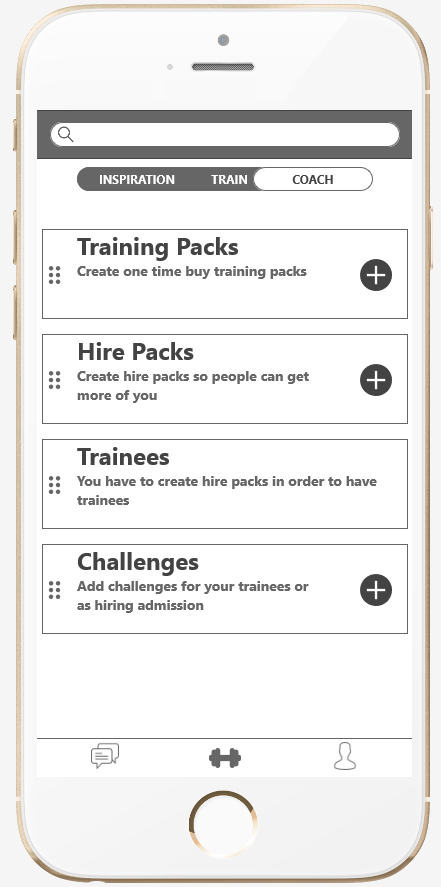 INSPIRATION TRAIN COACH
Training Packs
Create one time buy training packs
Hire Packs
Create hire packs so people can get
more of you
Trainees
You have to create hire packs in order to have
trainees
Challenges
Add challenges for your trainees or
as hiring admission